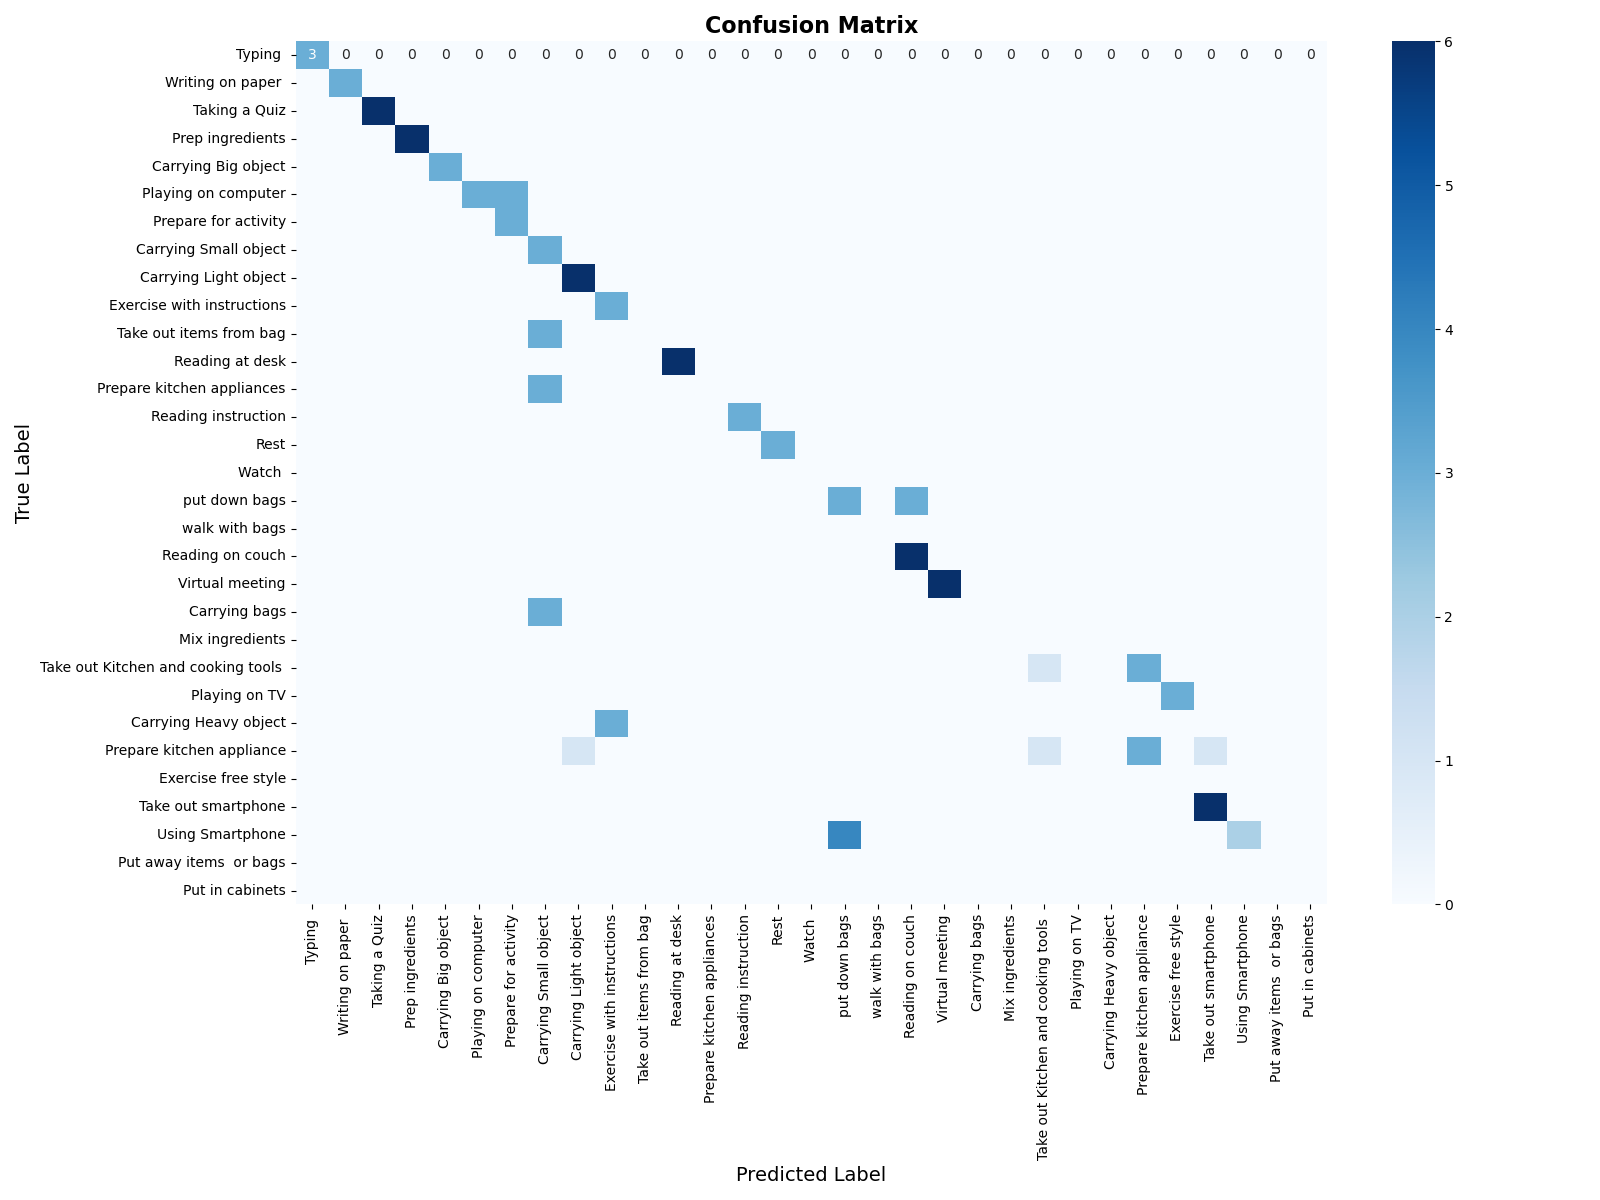 Confusion Matrix
True Label
Typing
Writing on paper
Taking a Quiz
Prep ingredients
Carrying Big object
Playing on computer
Prepare for activity
Carrying Small object
Carrying Light object
Exercise with instructions
Take out items from bag
Reading at desk
Prepare kitchen appliances
Reading instruction
Rest
Watch
put down bags
walk with bags
Reading on couch
Virtual meeting
Carrying bags
Mix ingredients
Take out Kitchen and cooking tools
Playing on TV
Carrying Heavy object
Prepare kitchen appliance
Exercise free style
Take out smartphone
Using Smartphone
Put away items  or bags
Put in cabinets
3 0 0 0 0 0 0 0 0 0 0 0 0 0 0 0 0 0 0 0 0 0 0 0 0 0 0 0 0 0 0
6
5
4
3
2
1
0
Typing
Writing on paper
Taking a Quiz
Prep ingredients
Carrying Big object
Playing on computer
Prepare for activity
Carrying Small object
Carrying Light object
Exercise with instructions
Take out items from bag
Reading at desk
Prepare kitchen appliances
Reading instruction
Rest
Watch
put down bags
walk with bags
Reading on couch
Virtual meeting
Carrying bags
Mix ingredients
Take out Kitchen and cooking tools
Playing on TV
Carrying Heavy object
Prepare kitchen appliance
Exercise free style
Take out smartphone
Using Smartphone
Put away items  or bags
Put in cabinets
Predicted Label